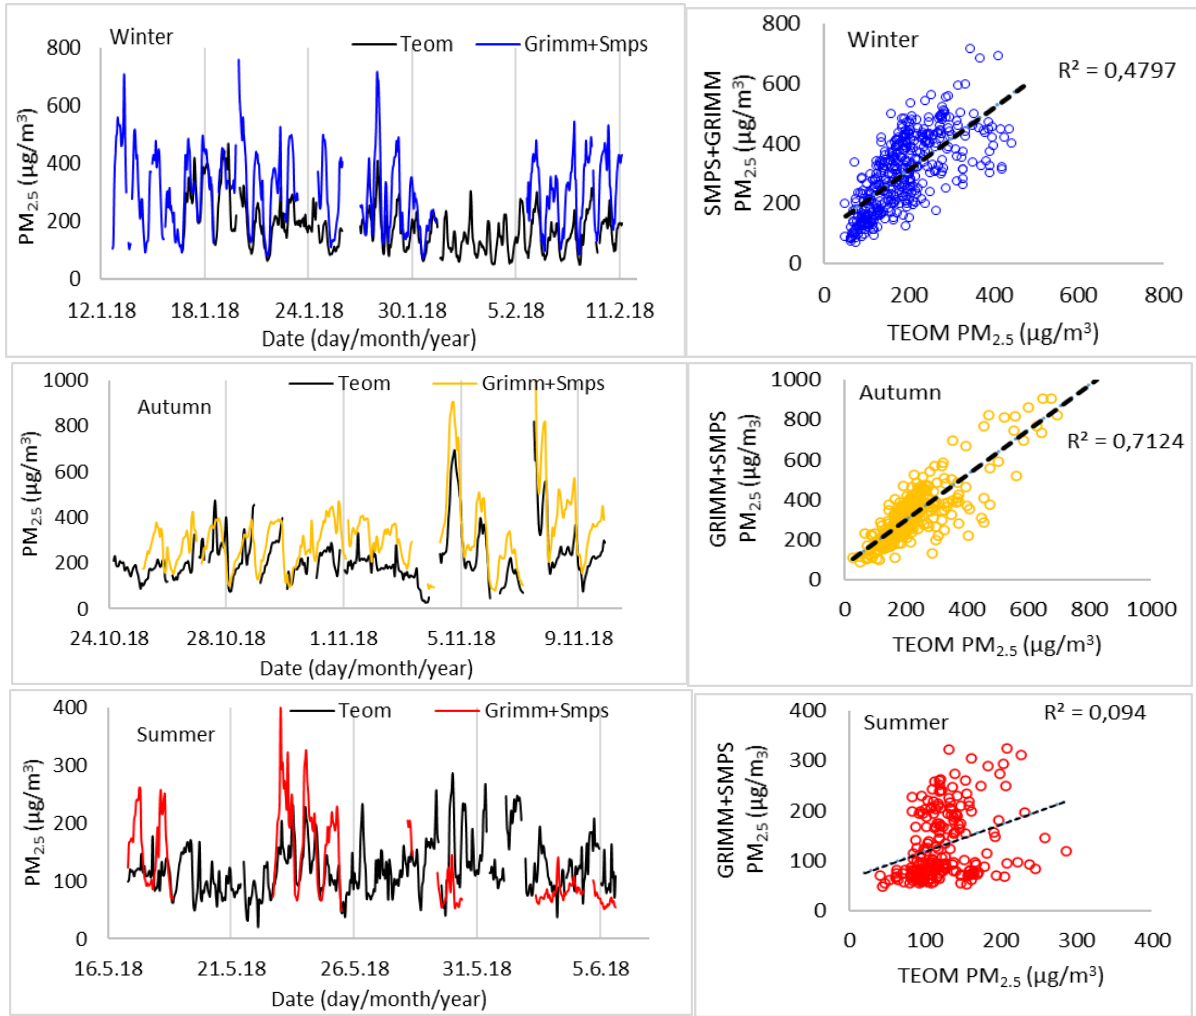 Winter
Teom
Grimm+Smps
PM2.5 (µg/m3)
800
600
400
200
0
12.1.18
18.1.18
24.1.18
30.1.18
5.2.18
11.2.18
Date (day/month/year)
Winter
R² = 0,4797
SMPS+GRIMM
PM2.5 (µg/m3)
800
600
400
200
0
0
200
400
600
800
TEOM PM2.5 (µg/m3)
Teom
Grimm+Smps
Autumn
PM2.5 (µg/m3)
1000
800
600
400
200
0
24.10.18
28.10.18
1.11.18
5.11.18
9.11.18
Date (day/month/year)
Autumn
R² = 0,7124
GRIMM+SMPS
PM2.5 (µg/m3)
1000
800
600
400
200
0
0
200
400
600
800
1000
TEOM PM2.5 (µg/m3)
Teom
Grimm+Smps
Summer
PM2.5 (µg/m3)
400
300
200
100
0
16.5.18
21.5.18
26.5.18
31.5.18
5.6.18
Date (day/month/year)
Summer
R² = 0,094
GRIMM+SMPS
PM2.5 (µg/m3)
400
300
200
100
0
0
100
200
300
400
TEOM PM2.5 (µg/m3)